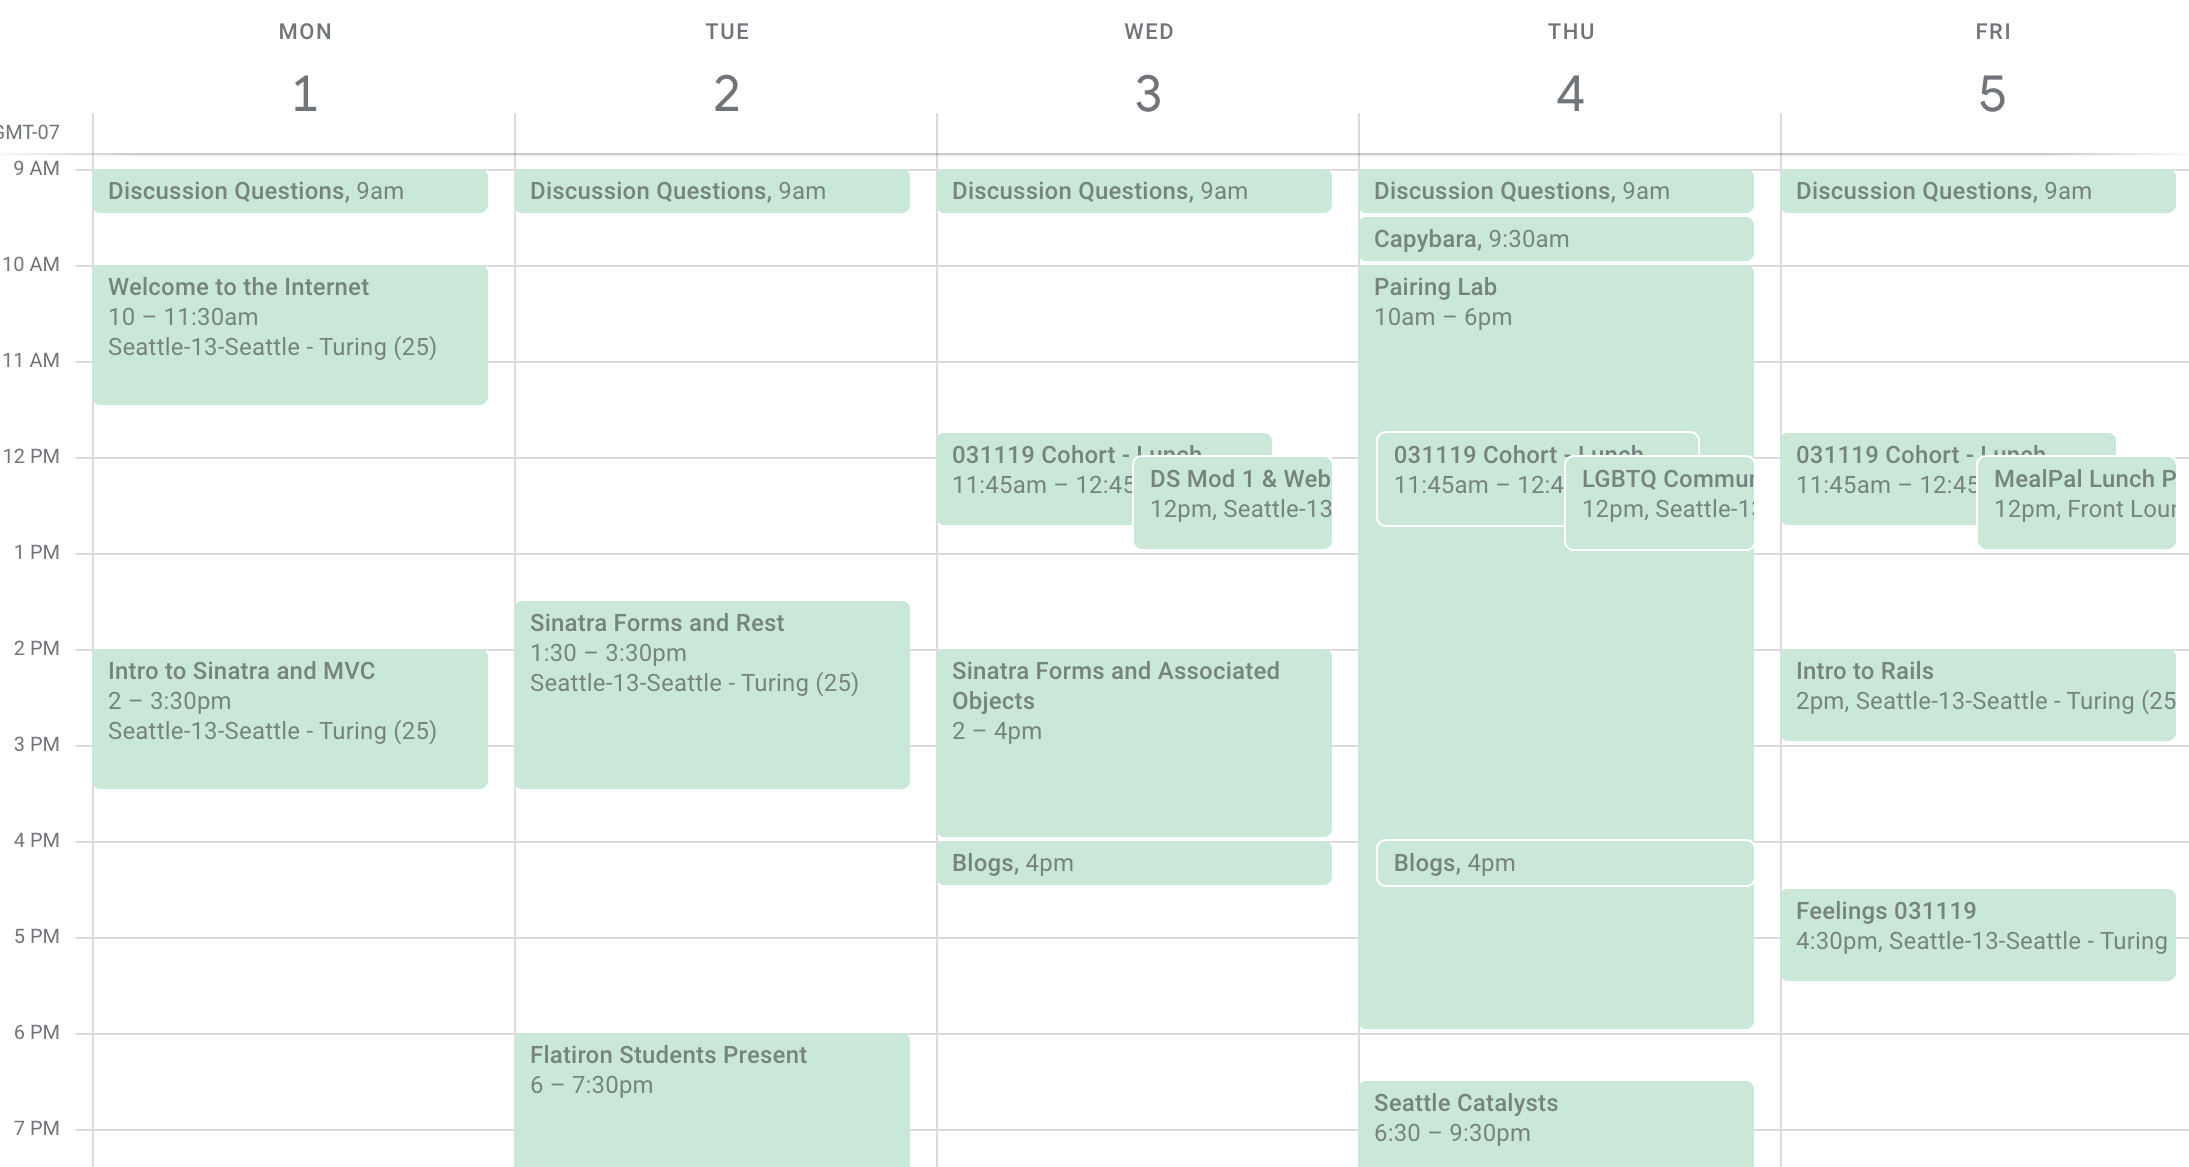 MON
TUE
WED
THU
FRI
1
2
3
4
5
GMT-07
9 AM
10 AM
11 AM
12 PM
1 PM
2 PM
3 PM
4 PM
5 PM
6 PM
7 PM
Discussion Questions, 9am
Welcome to the Internet
10 – 11:30am
Seattle-13-Seattle - Turing (25)
Intro to Sinatra and MVC
2 – 3:30pm
Seattle-13-Seattle - Turing (25)
Discussion Questions, 9am
Sinatra Forms and Rest
1:30 – 3:30pm
Seattle-13-Seattle - Turing (25)
Flatiron Students Present
6 – 7:30pm
Discussion Questions, 9am
031119 Cohort - Lunch
11:45am – 12:45
DS Mod 1 & Web
12pm, Seattle-13
Sinatra Forms and Associated
Objects
2 – 4pm
Blogs, 4pm
Discussion Questions, 9am
Capybara, 9:30am
Pairing Lab
10am – 6pm
031119 Cohort - Lunch
11:45am – 12:4
LGBTQ Commun
12pm, Seattle-13
Blogs, 4pm
Seattle Catalysts
6:30 – 9:30pm
Discussion Questions, 9am
031119 Cohort - Lunch
11:45am – 12:45
MealPal Lunch P
12pm, Front Loun
Intro to Rails
2pm, Seattle-13-Seattle - Turing (25
Feelings 031119
4:30pm, Seattle-13-Seattle - Turing